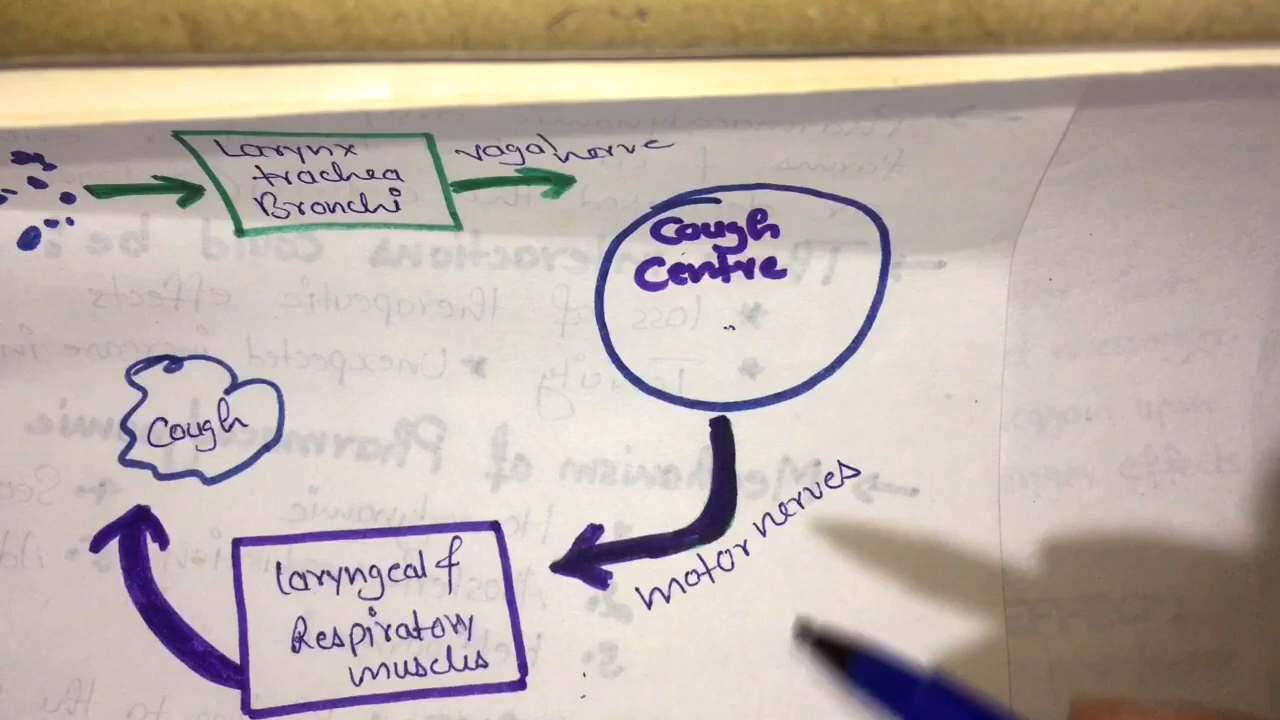 Larynx
trachea
Bronchi
vagal nerve
Cough
Centre
motor nerves
Laryngeal &
Respiratory
muscles
Cough